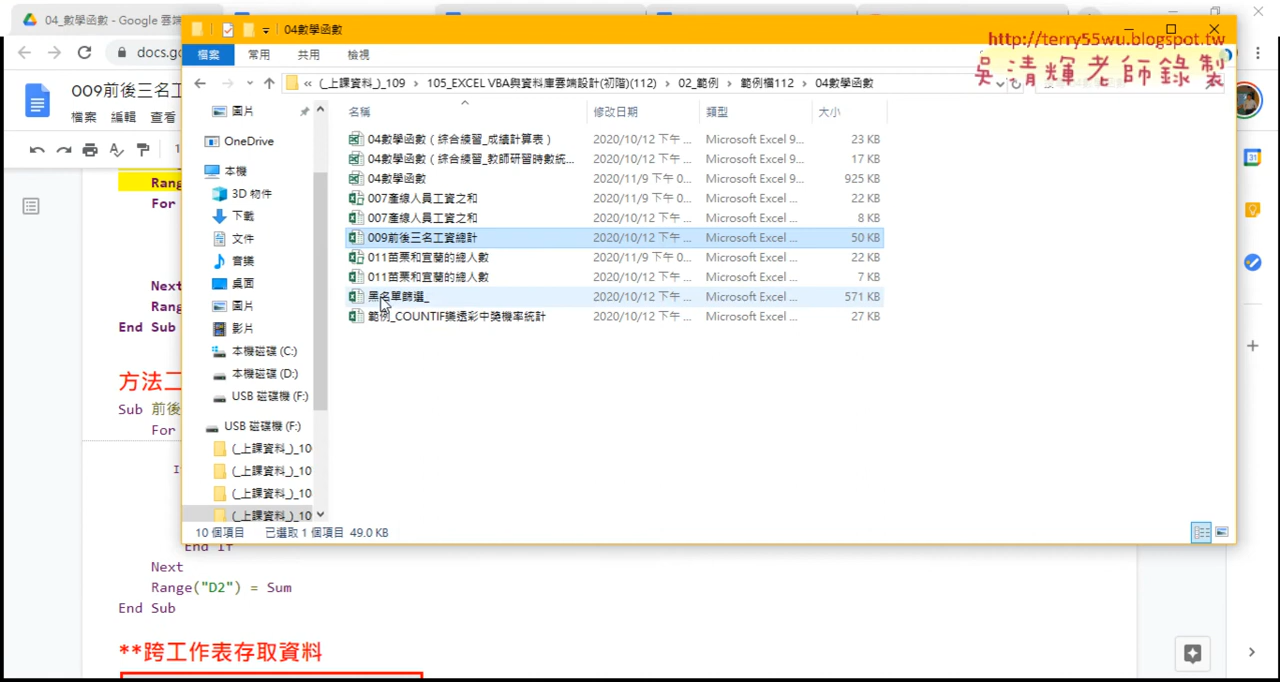 04_數學函數 - Google 雲端
04數學函數
http://terry55wu.blogspot.tw
吳清輝老師錄製
檔案 常用 共用 檢視
docs.go
« (_上課資料_)_109 › 105_EXCEL VBA與資料庫雲端設計(初階)(112) › 02_範例 › 範例檔112 › 04數學函數
009前後三名工
檔案 編輯 查看
名稱 修改日期 類型 大小
圖片
OneDrive
本機
3D 物件
下載
文件
音樂
桌面
圖片
影片
本機磁碟 (C:)
本機磁碟 (D:)
USB 磁碟機 (F:)
USB 磁碟機 (F:)
(_上課資料_)_10
(_上課資料_)_10
(_上課資料_)_10
(_上課資料_)_10
04數學函數 ( 綜合練習_成績計算表 ) 2020/10/12 下午 ... Microsoft Excel 9... 23 KB
04數學函數 ( 綜合練習_教師研習時數統... 2020/10/12 下午 ... Microsoft Excel 9... 17 KB
04數學函數 2020/11/9 下午 0... Microsoft Excel 9... 925 KB
007產線人員工資之和 2020/11/9 下午 0... Microsoft Excel ... 22 KB
007產線人員工資之和 2020/10/12 下午 ... Microsoft Excel ... 8 KB
009前後三名工資總計 2020/10/12 下午 ... Microsoft Excel ... 50 KB
011苗栗和宜蘭的總人數 2020/11/9 下午 0... Microsoft Excel ... 22 KB
011苗栗和宜蘭的總人數 2020/10/12 下午 ... Microsoft Excel ... 7 KB
黑名單篩選_ 2020/10/12 下午 ... Microsoft Excel ... 571 KB
範例_COUNTIF樂透彩中獎機率統計 2020/10/12 下午 ... Microsoft Excel ... 27 KB
10 個項目 已選取 1 個項目 49.0 KB
Rang
For
Next
Rang
End Sub
方法二
Sub 前後
For
End If
Next
Range("D2") = Sum
End Sub
**跨工作表存取資料